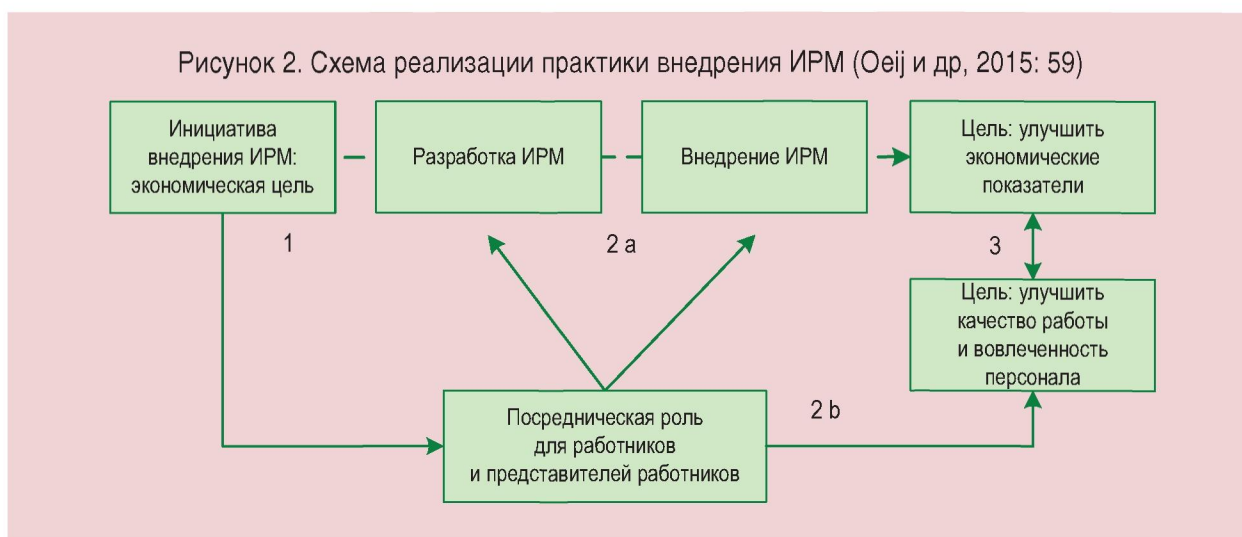 Рисунок 2. Схема реализации практики внедрения ИРМ (Oeij и др, 2015: 59)
Инициатива
внедрения ИРМ:
экономическая цель
Разработка ИРМ
Внедрение ИРМ
Цель: улучшить
экономические
показатели
1
2 a
3
Цель: улучшить
качество работы
и вовлеченность
персонала
Посредническая роль
для работников
и представителей работников
2 b